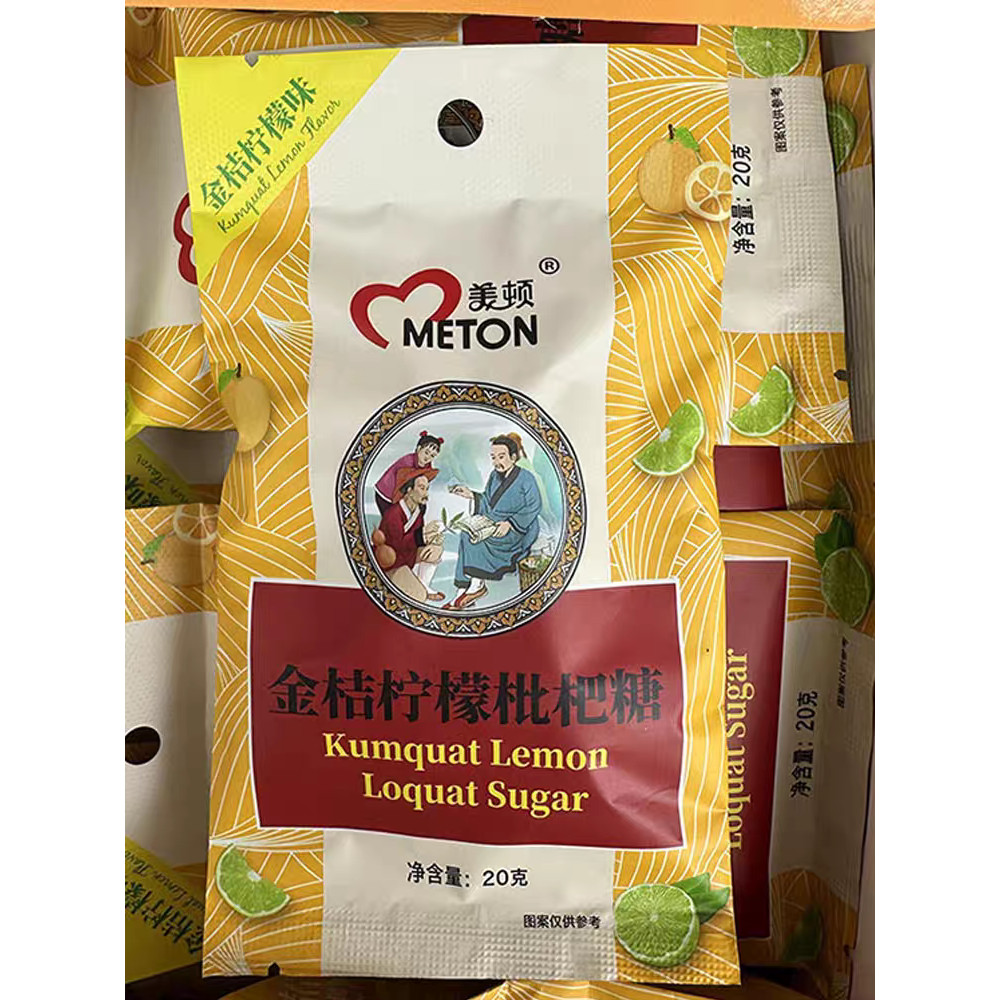 金桔柠檬味
Kumquat Lemon Flavor
美顿®
METON
金桔柠檬枇杷糖
Kumquat Lemon
Loquat Sugar
净含量：20克
图案仅供参考
净含量：20克
图案仅供参考
Loquat Sugar
净含量：20克
图案仅供参考